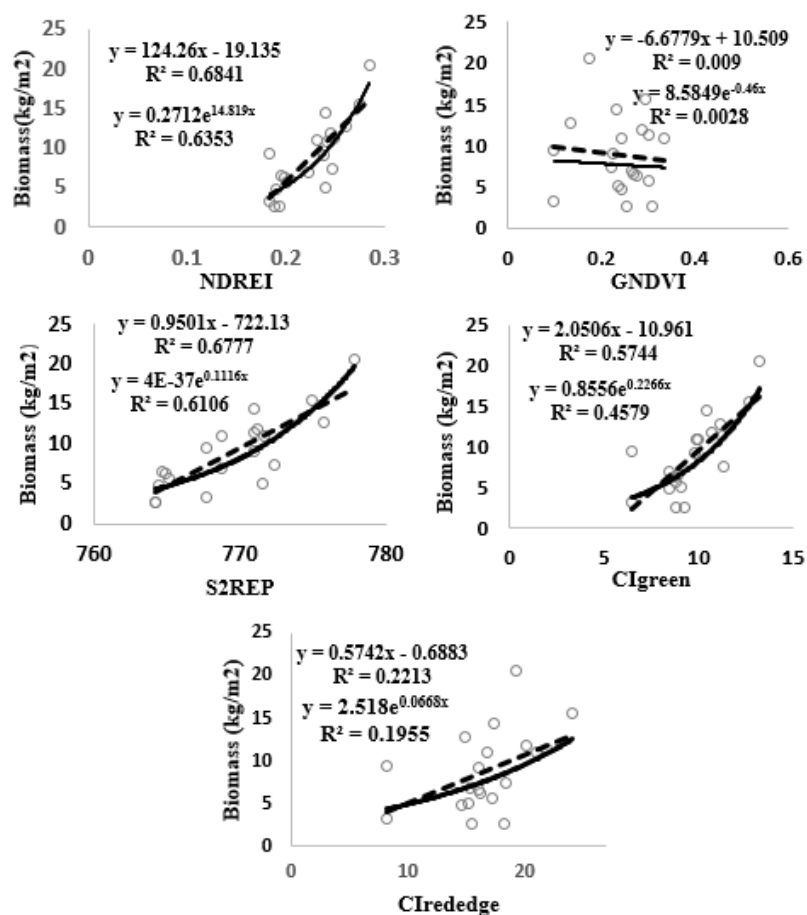 y = 124.26x - 19.135
R² = 0.6841
y = 0.2712e^14.819x
R² = 0.6353
Biomass(kg/m2)
25
20
15
10
5
0
0 0.1 0.2 0.3
NDREI
y = -6.6779x + 10.509
R² = 0.009
y = 8.5849e^-0.46x
R² = 0.0028
Biomass (kg/m2)
25
20
15
10
5
0
0 0.2 0.4 0.6
GNDVI
y = 0.9501x - 722.13
R² = 0.6777
y = 4E-37e^0.1116x
R² = 0.6106
Biomass (kg/m2)
25
20
15
10
5
0
760 770 780
S2REP
y = 2.0506x - 10.961
R² = 0.5744
y = 0.8556e^0.2266x
R² = 0.4579
Biomass (kg/m2)
25
20
15
10
5
0
0 5 10 15
CIgreen
y = 0.5742x - 0.6883
R² = 0.2213
y = 2.518e^0.0668x
R² = 0.1955
Biomass (kg/m2)
25
20
15
10
5
0
0 10 20
CIrededge